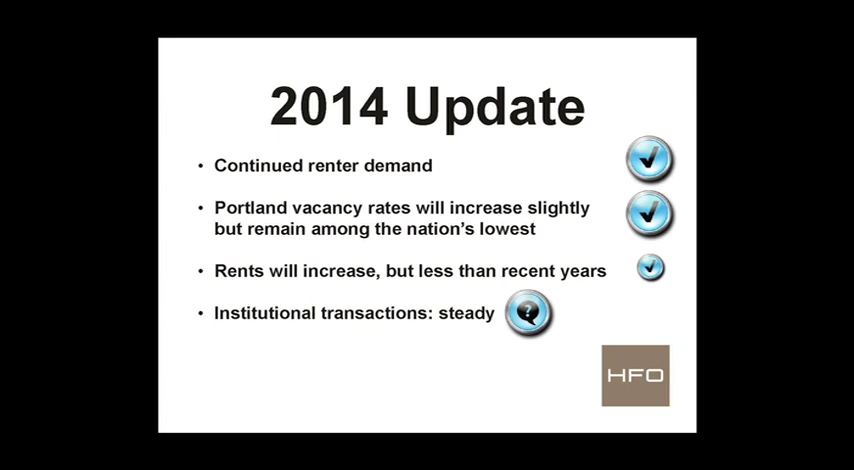 2014 Update
• Continued renter demand
• Portland vacancy rates will increase slightly
but remain among the nation's lowest
• Rents will increase, but less than recent years
• Institutional transactions: steady ?
HFO